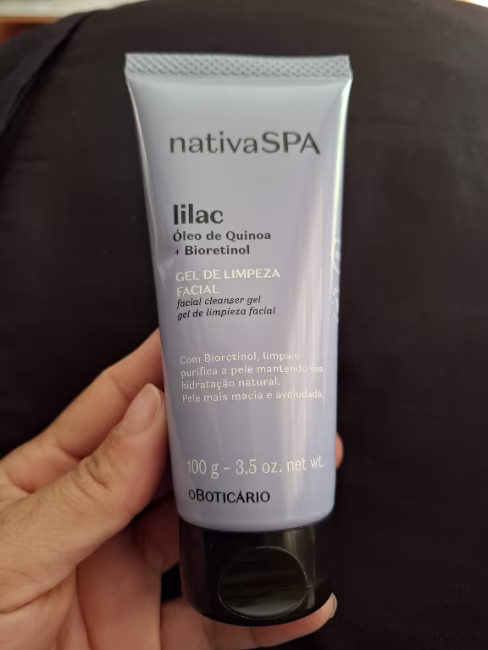 nativaSPA
lilac
Óleo de Quinoa
+ Bioretinol
GEL DE LIMPEZA
FACIAL
facial cleanser gel
gel de limpieza facial
Com Bioretinol, limpa e
purifica a pele mantendo sua
hidratação natural.
Pele mais macia e aveludada.
100 g - 3.5 oz. net wt.
oBOTICÁRIO